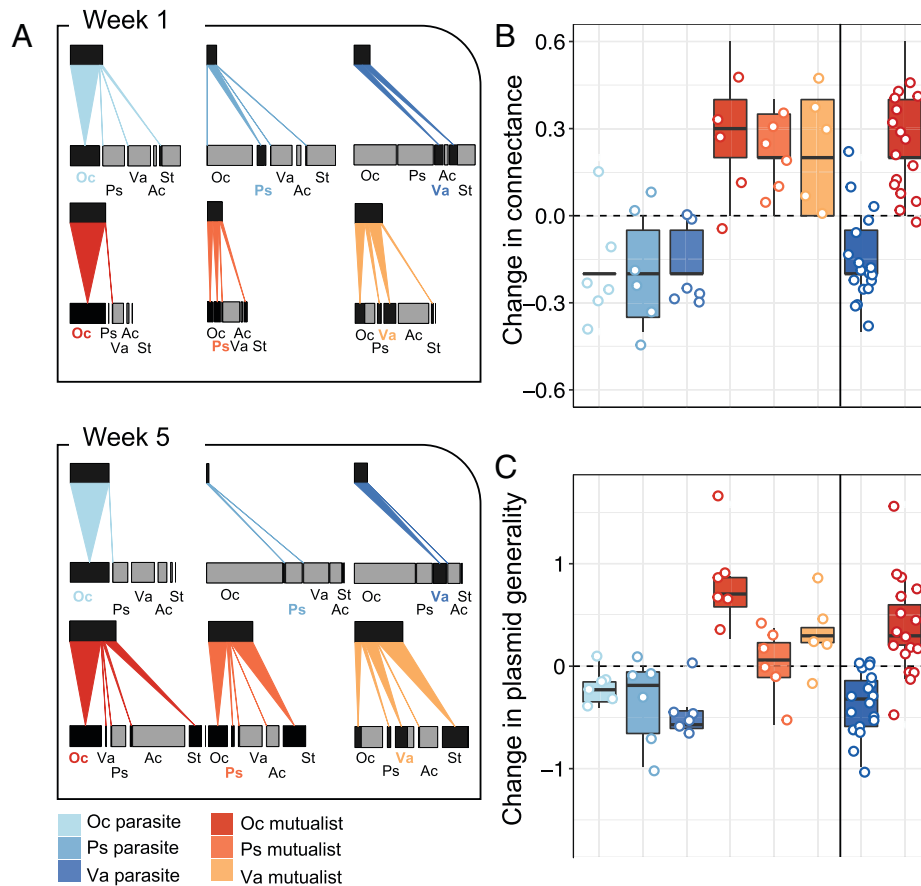 A
Week 1
Oc Va St
Ps Ac
Oc Va St
Ps Ac
Oc Ps Ac
Va St
Oc Ps Ac
Va St
Oc Ac
Ps Va St
Oc Va Ac
Ps St
Week 5
Oc Va St
Ps Ac
Oc Va St
Ps Ac
Oc Va St
Ps Ac
Oc Va Ac St
Ps
Oc Va St
Ps Ac
Oc Ps Ac
Va St
Oc parasite
Ps parasite
Va parasite
Oc mutualist
Ps mutualist
Va mutualist
B
Change in connectance
0.6
0.3
0.0
−0.3
−0.6
C
Change in plasmid generality
1
0
−1